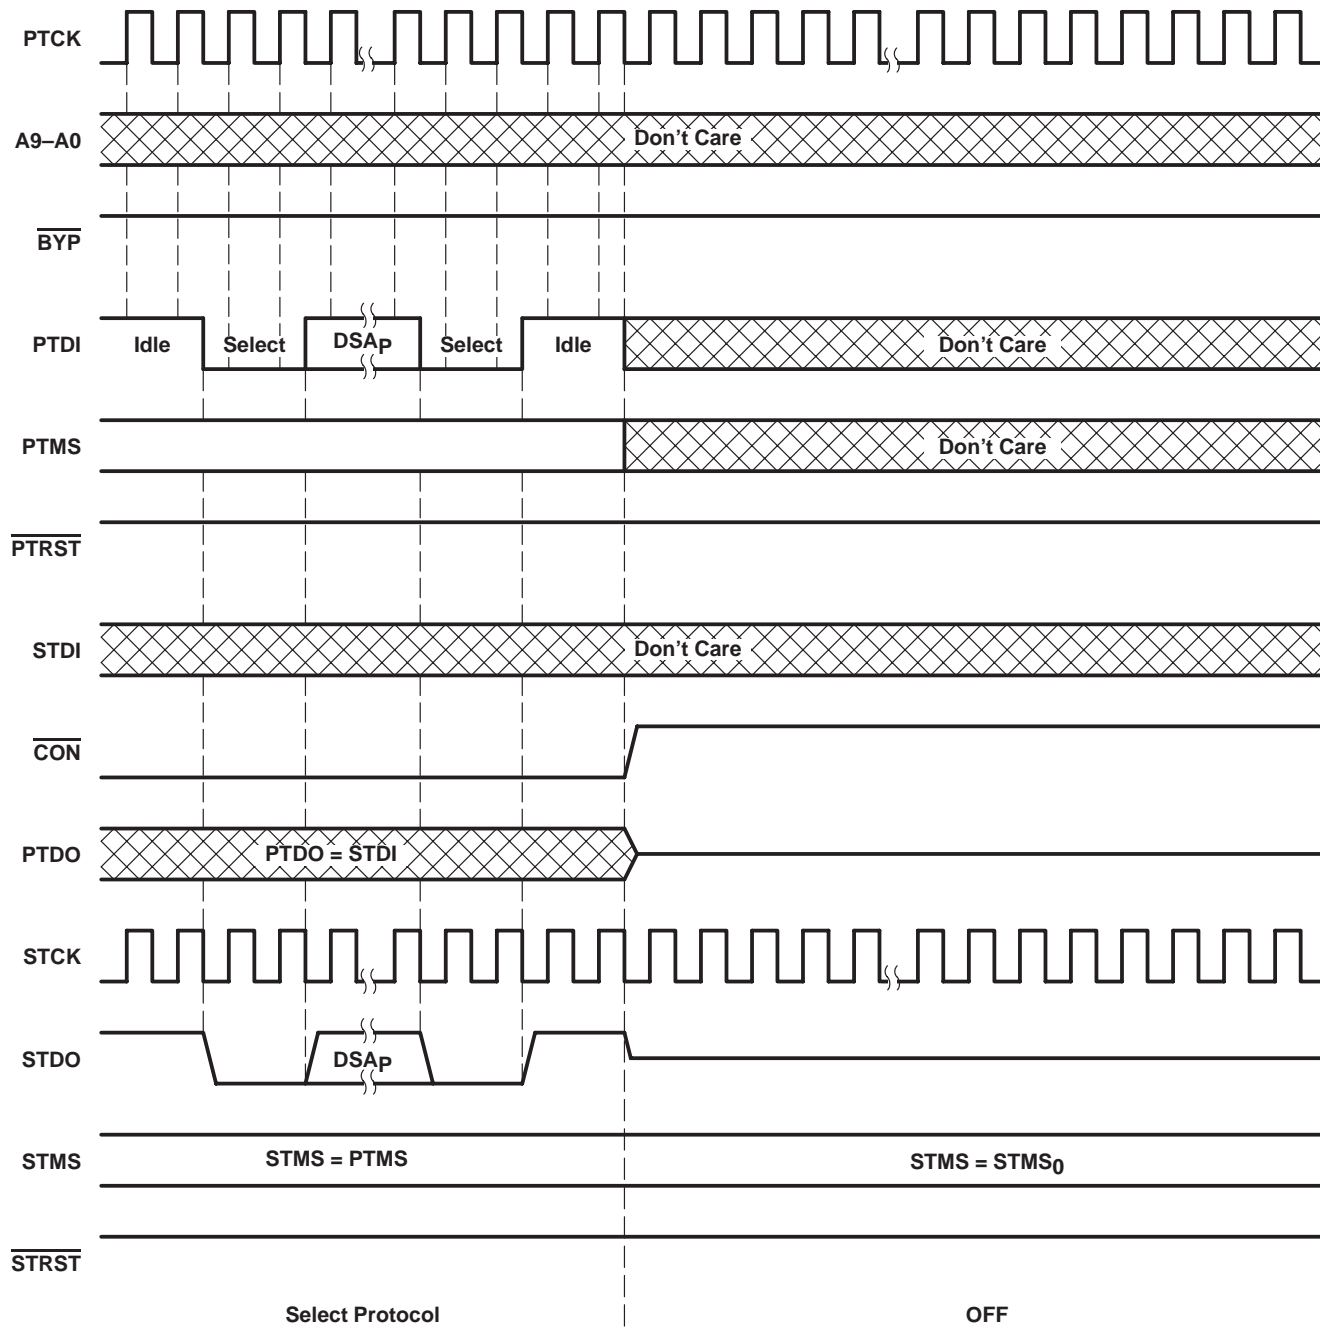 PTCK
A9–A0
Don't Care
BYP
PTDI
Idle
Select
DSAP
Select
Idle
Don't Care
PTMS
Don't Care
PTRST
STDI
Don't Care
CON
PTDO
PTDO = STDI
STCK
STDO
DSAP
STMS
STMS = PTMS
STMS = STMS0
STRST
Select Protocol
OFF